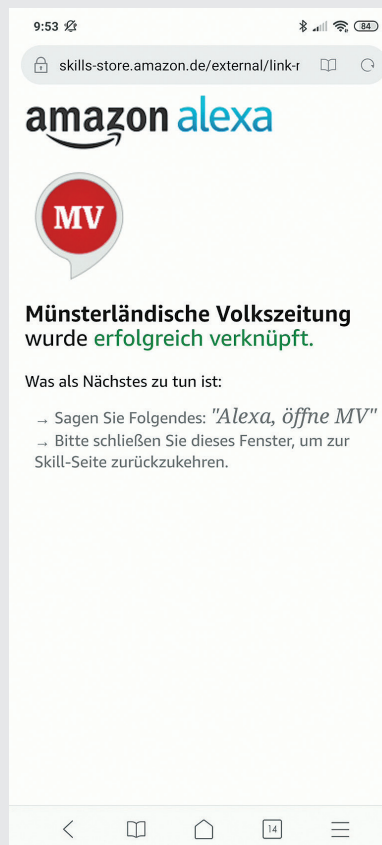 9:53
84
skills-store.amazon.de/external/link-r
amazon alexa
MV
Münsterländische Volkszeitung
wurde erfolgreich verknüpft.
Was als Nächstes zu tun ist:
→ Sagen Sie Folgendes: "Alexa, öffne MV"
→ Bitte schließen Sie dieses Fenster, um zur
Skill-Seite zurückzukehren.
14